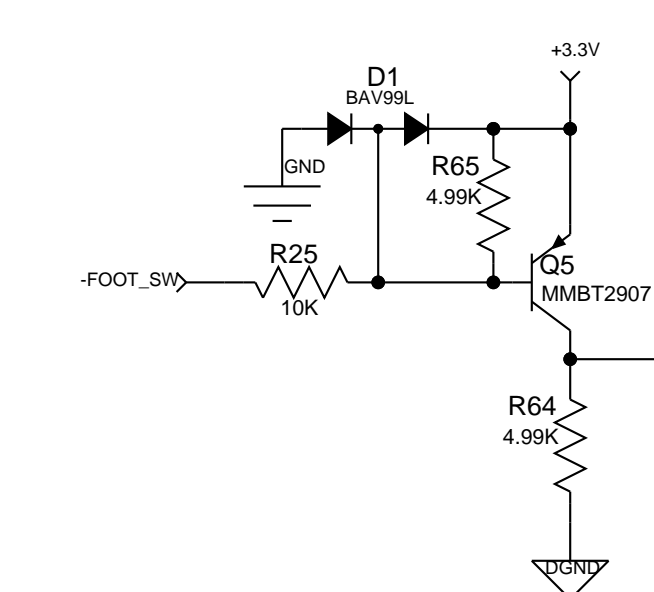 +3.3V
D1
BAV99L
GND
R65
4.99K
-FOOT_SW
R25
10K
Q5
MMBT2907
R64
4.99K
DGND